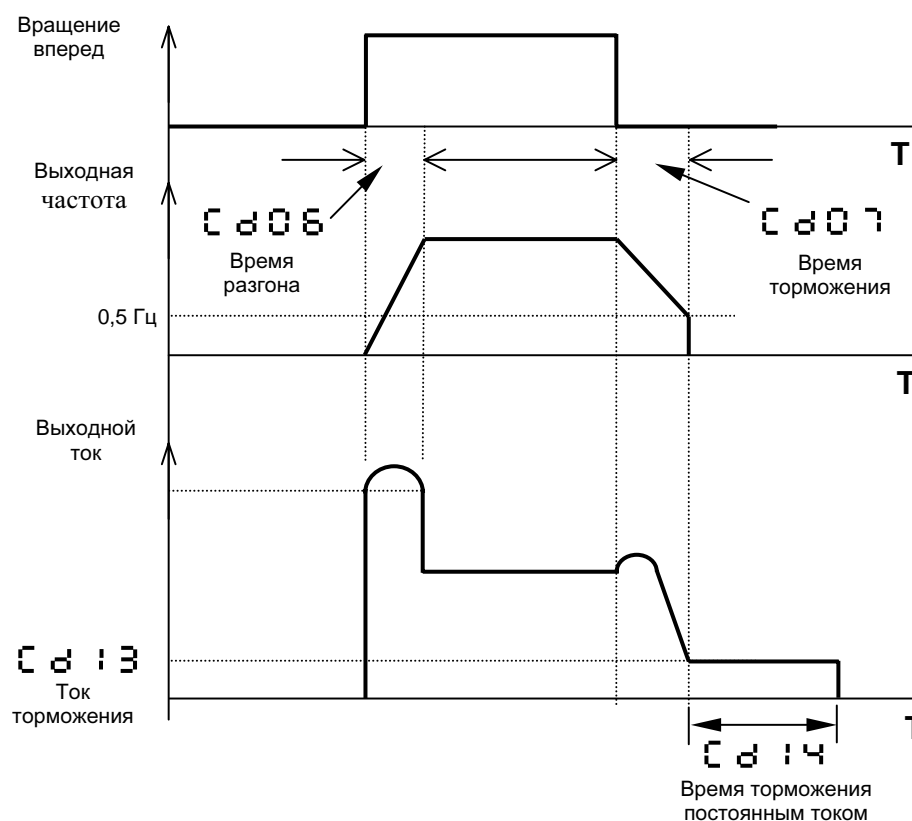 Вращение
вперед
T
Выходная
частота
Cd06
Время
разгона
Cd07
Время
торможения
0,5 Гц
T
Выходной
ток
Cd13
Ток
торможения
T
Cd14
Время торможения
постоянным током